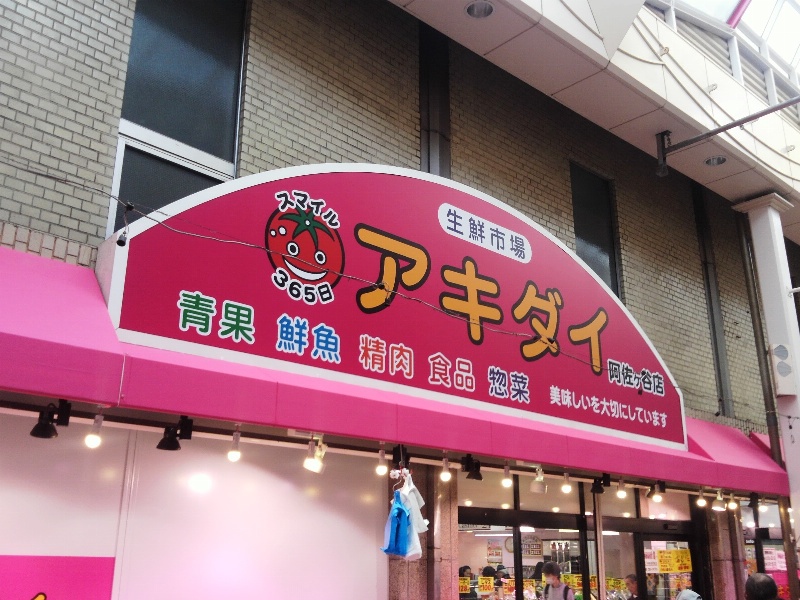 スマイル
365日
生鮮市場
アキダイ
阿佐ヶ谷店
青果 鮮魚 精肉 食品 惣菜
美味しいを大切にしています